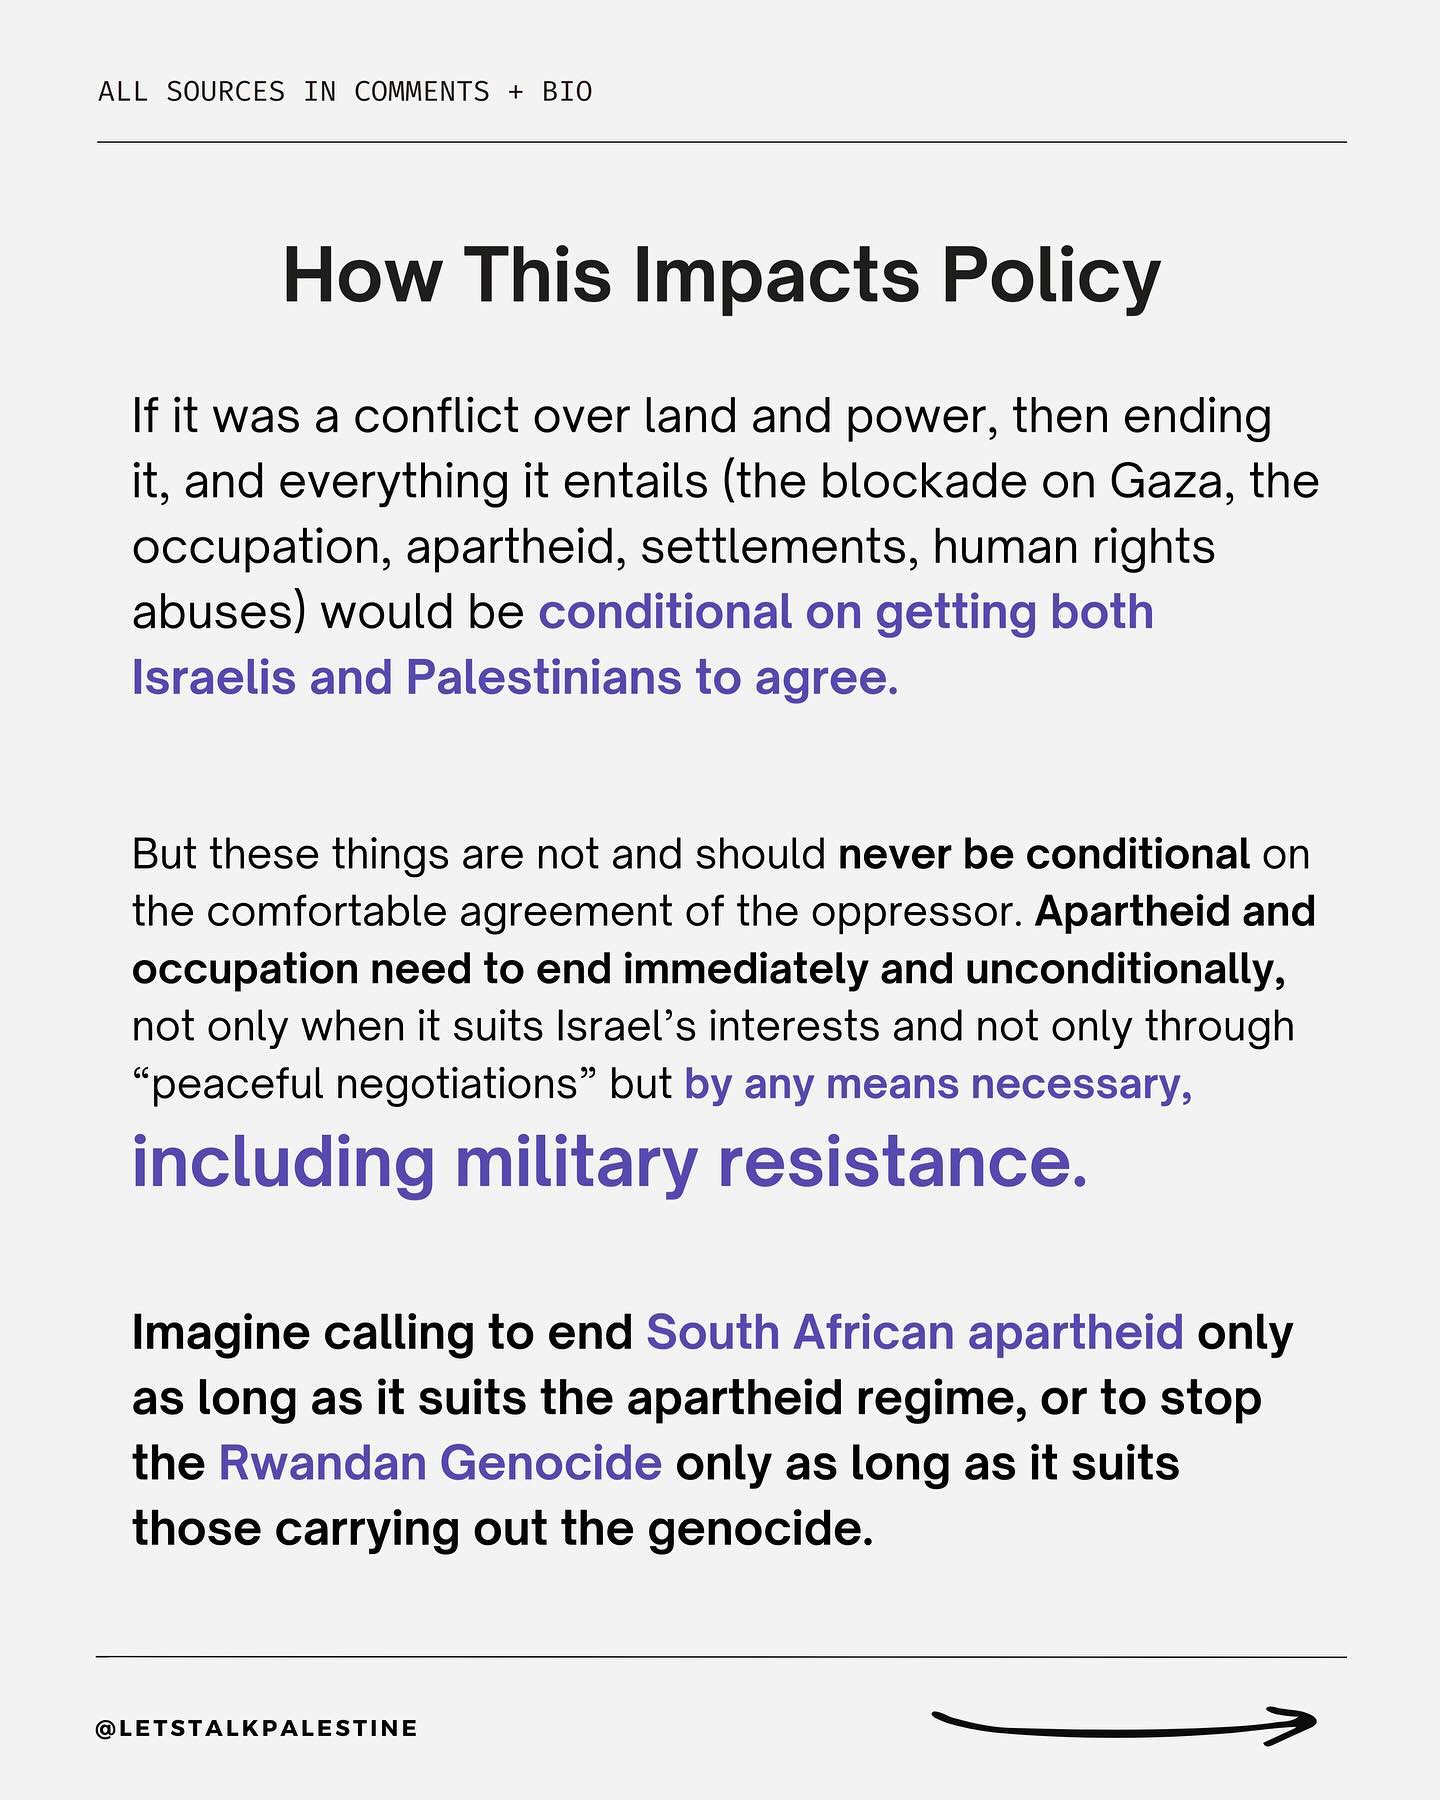 ALL SOURCES IN COMMENTS + BIO
How This Impacts Policy
If it was a conflict over land and power, then ending
it, and everything it entails (the blockade on Gaza, the
occupation, apartheid, settlements, human rights
abuses) would be conditional on getting both
Israelis and Palestinians to agree.
But these things are not and should never be conditional on
the comfortable agreement of the oppressor. Apartheid and
occupation need to end immediately and unconditionally,
not only when it suits Israel’s interests and not only through
“peaceful negotiations” but by any means necessary,
including military resistance.
Imagine calling to end South African apartheid only
as long as it suits the apartheid regime, or to stop
the Rwandan Genocide only as long as it suits
those carrying out the genocide.
@LETSTALKPALESTINE